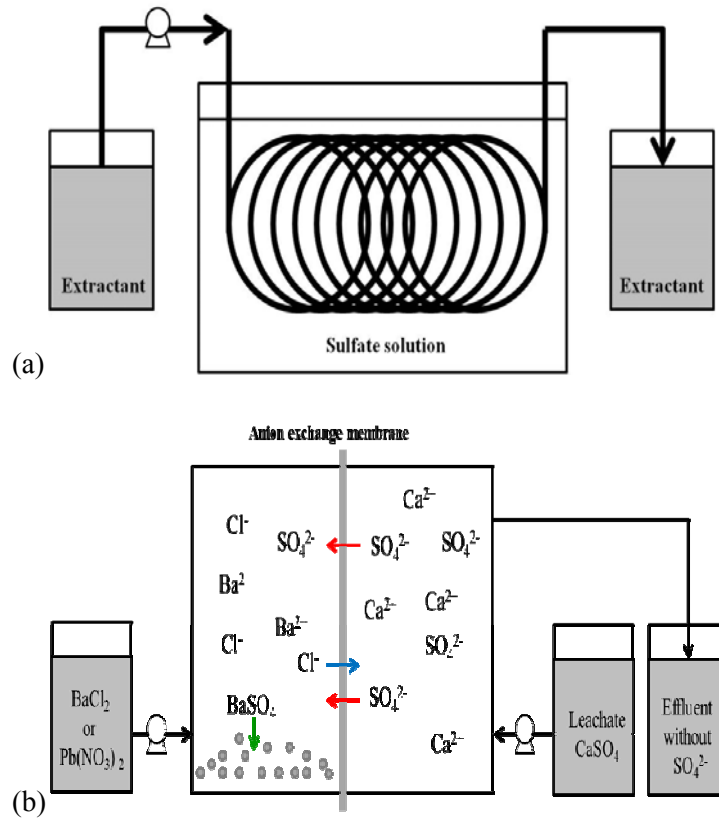 Extractant
Extractant
Sulfate solution
(a)
Anion exchange membrane
Ca²⁻
Cl⁻
SO₄²⁻
SO₄²⁻
SO₄²⁻
Ba²
Ca²⁻
Ca²⁻
Ba²⁻
Cl⁻
SO₄²⁻
Cl⁻
BaSO₄
SO₄²⁻
Ca²⁻
BaCl₂
or
Pb(NO₃)₂
Leachate
CaSO₄
Effluent
without
SO₄²⁻
(b)